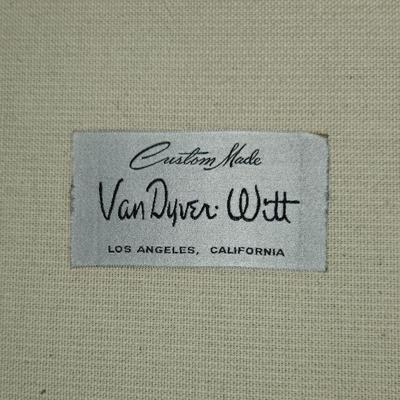 Custom Made
Van Dyver·Witt
LOS ANGELES, CALIFORNIA